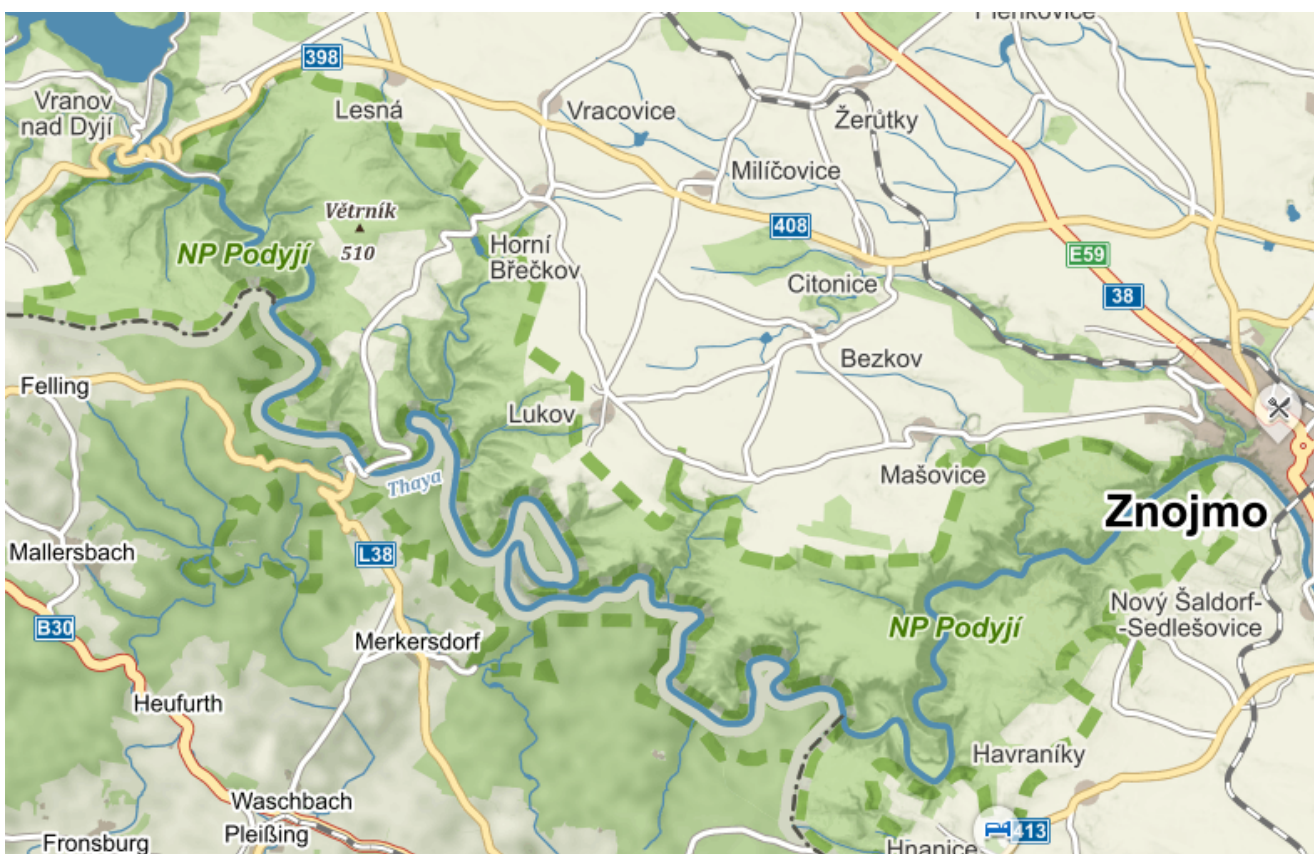 Plenkovice
398
Vranov
nad Dyjí
Lesná
Vracovice
Žerůtky
Milíčovice
Větrník
510
408
NP Podyjí
Horní
Břečkov
E59
Citonice
38
Bezkov
Felling
Lukov
Mašovice
Thaya
Znojmo
Mallersbach
L38
Nový Šaldorf-
-Sedlešovice
B30
NP Podyjí
Merkersdorf
Heufurth
Havraníky
Waschbach
Pleißing
413
Fronsburg
Hnanice